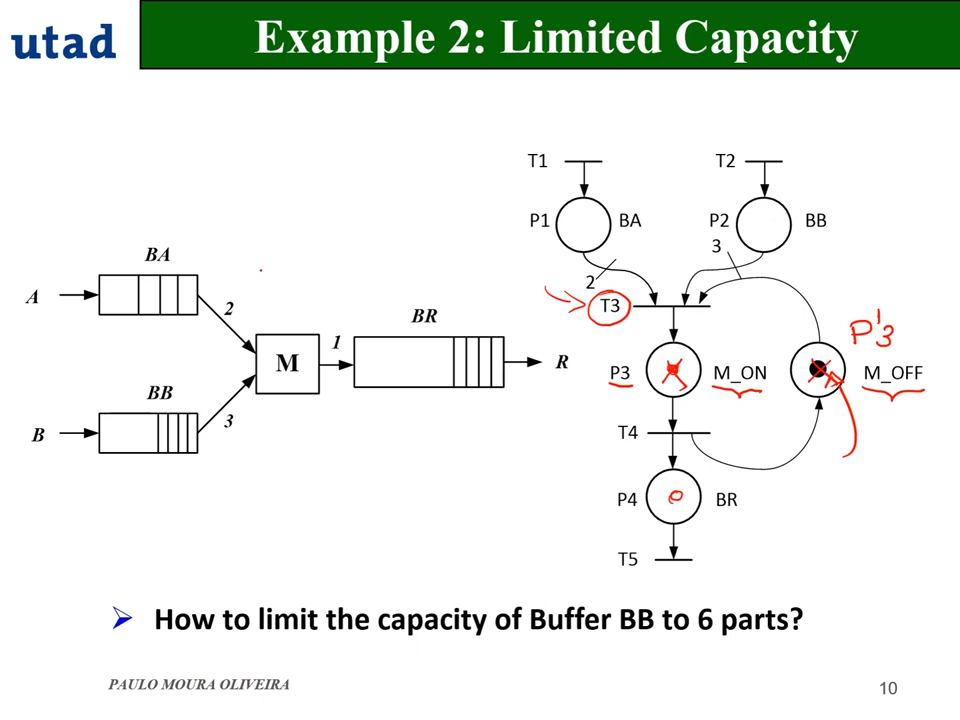 utad
Example 2: Limited Capacity
T1
T2
P1
BA
P2
BB
3
2
T3
BA
A
2
BR
M
1
R
BB
B
3
P3
M_ON
P'3
M_OFF
T4
P4
BR
T5
How to limit the capacity of Buffer BB to 6 parts?
PAULO MOURA OLIVEIRA
10